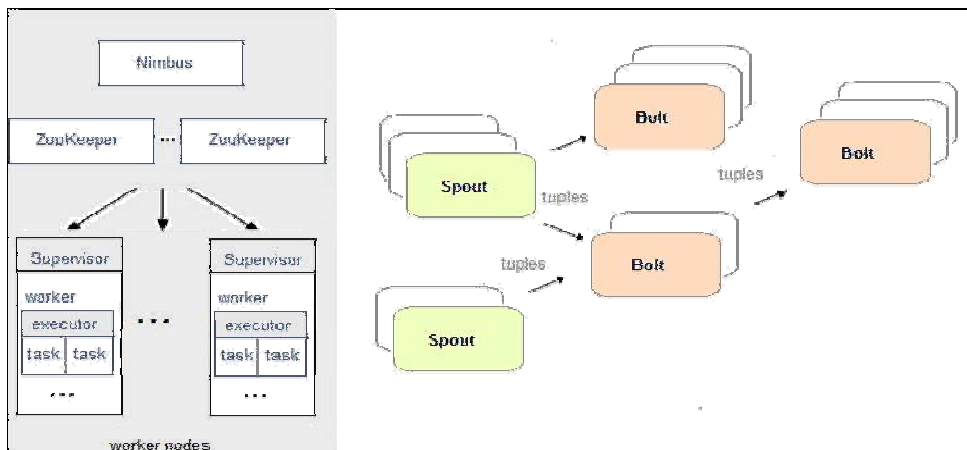 Nimbus
ZooKeeper ... ZooKeeper
Supervisor
worker
executor
task task
...
...
Supervisor
worker
executor
task task
...
worker nodes
Bolt
Bolt
Spout
tuples
tuples
Bolt
tuples
Spout